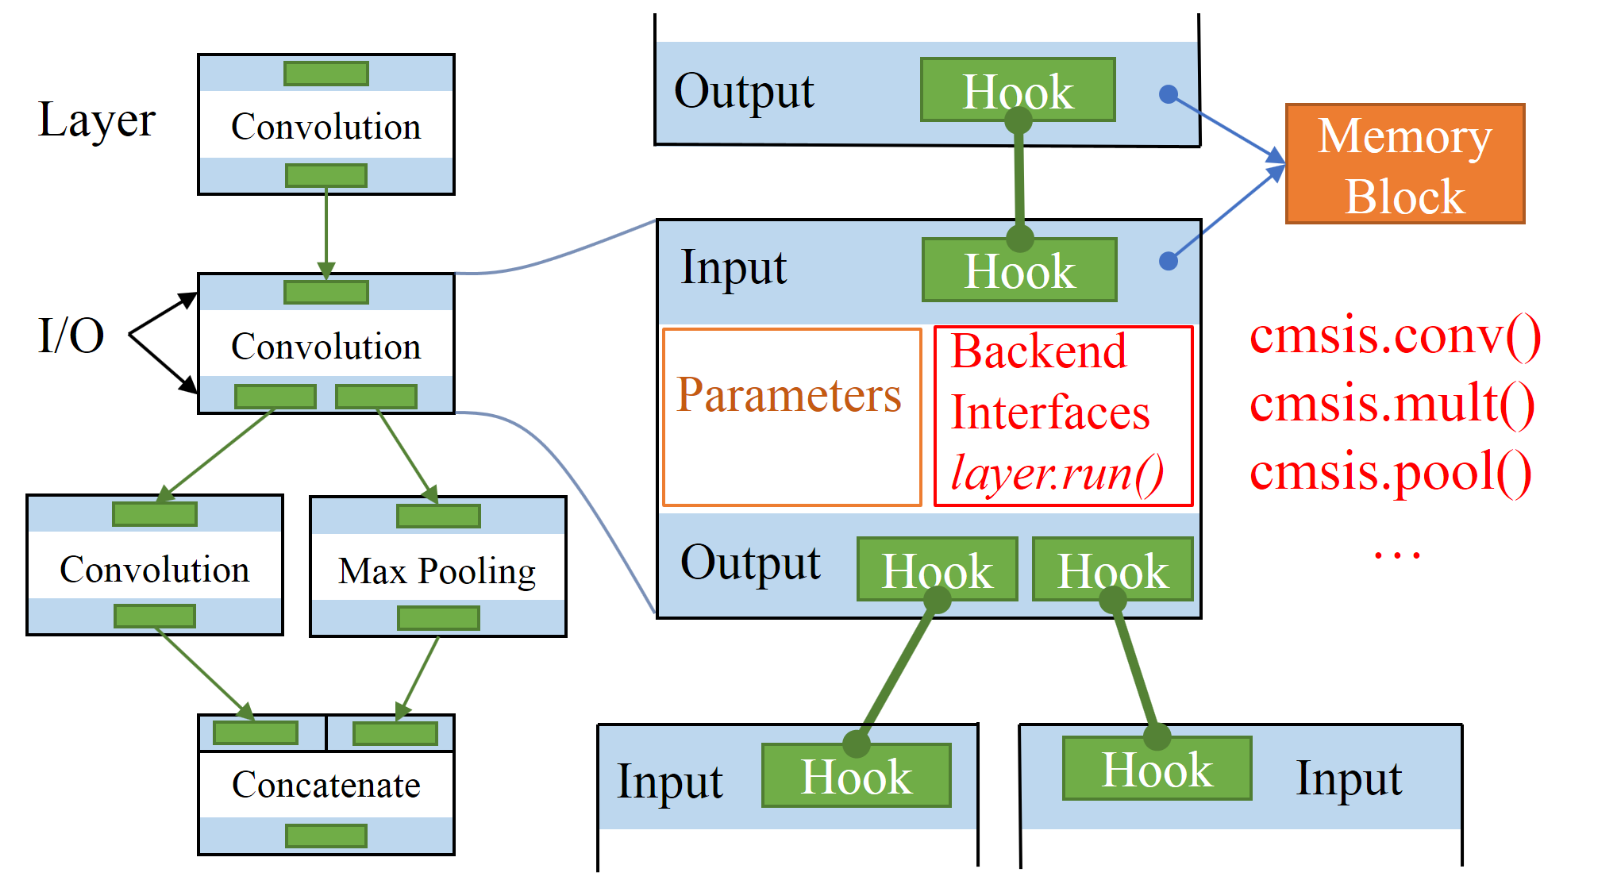 Layer
Convolution
I/O
Convolution
Convolution
Max Pooling
Concatenate
Output
Hook
Memory
Block
Input
Hook
Parameters
Backend
Interfaces
layer.run()
cmsis.conv()
cmsis.mult()
cmsis.pool()
...
Output
Hook
Hook
Input
Hook
Hook
Input